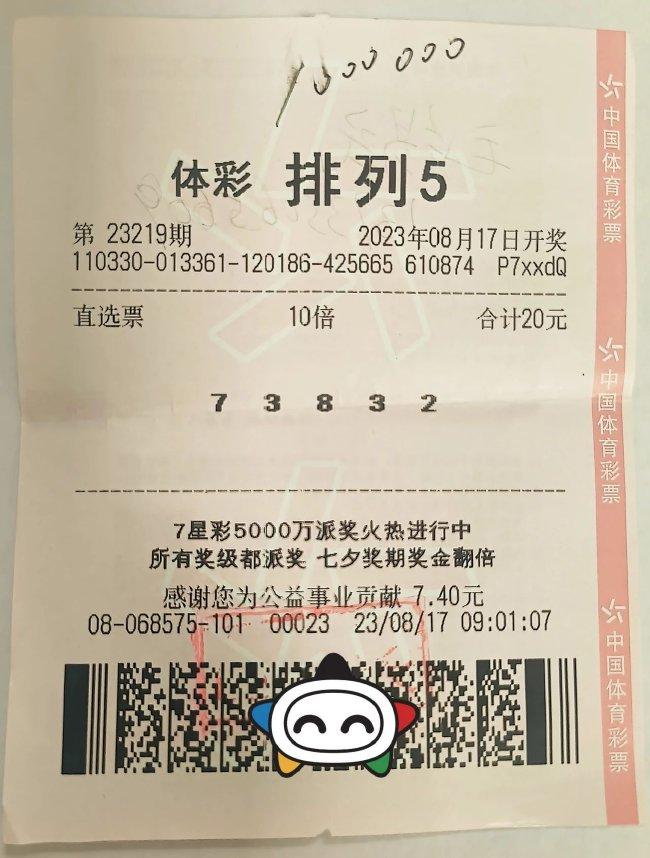 1000000
体彩 排列5
第 23219期 2023年08月17日开奖
110330-013361-120186-425665 610874 P7xxdQ
直选票 10倍 合计20元
7 3 8 3 2
7星彩5000万派奖火热进行中
所有奖级都派奖 七夕奖期奖金翻倍
感谢您为公益事业贡献 7.40元
08-068575-101 00023 23/08/17 09:01:07
中国体育彩票
中国体育彩票
中国体育彩票